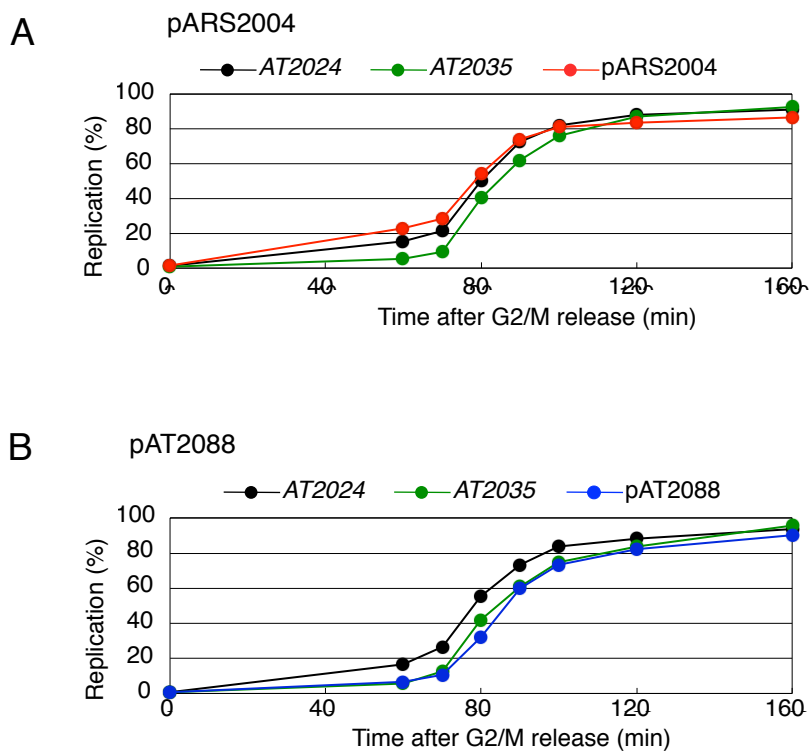 A
pARS2004
AT2024 AT2035 pARS2004
100
80
60
40
20
0
0 40 80 120 160
Replication (%)
Time after G2/M release (min)
B
pAT2088
AT2024 AT2035 pAT2088
100
80
60
40
20
0
0 40 80 120 160
Replication (%)
Time after G2/M release (min)